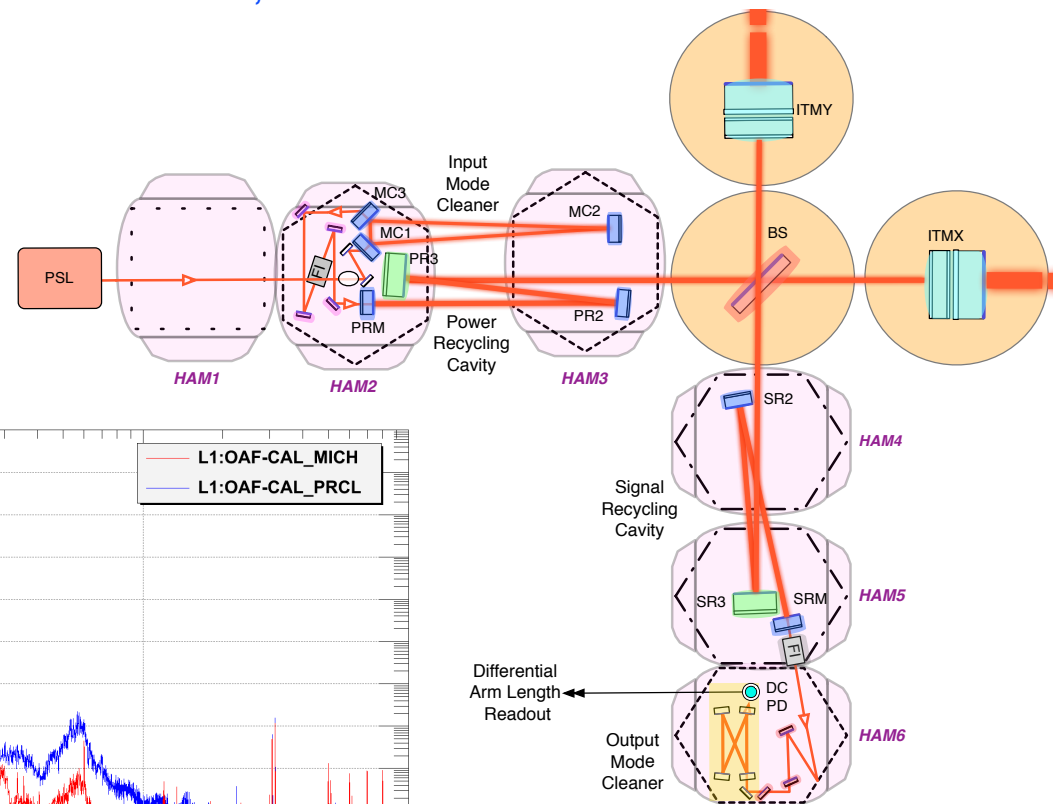 ITMY
Input
Mode
Cleaner
MC3
MC2
MC1
BS
ITMX
PSL
FI
PR3
PR2
PRM
Power
Recycling
Cavity
HAM1
HAM2
HAM3
SR2
HAM4
L1:OAF-CAL_MICH
L1:OAF-CAL_PRCL
Signal
Recycling
Cavity
SR3
SRM
HAM5
FI
Differential
Arm Length
Readout
DC
PD
HAM6
Output
Mode
Cleaner